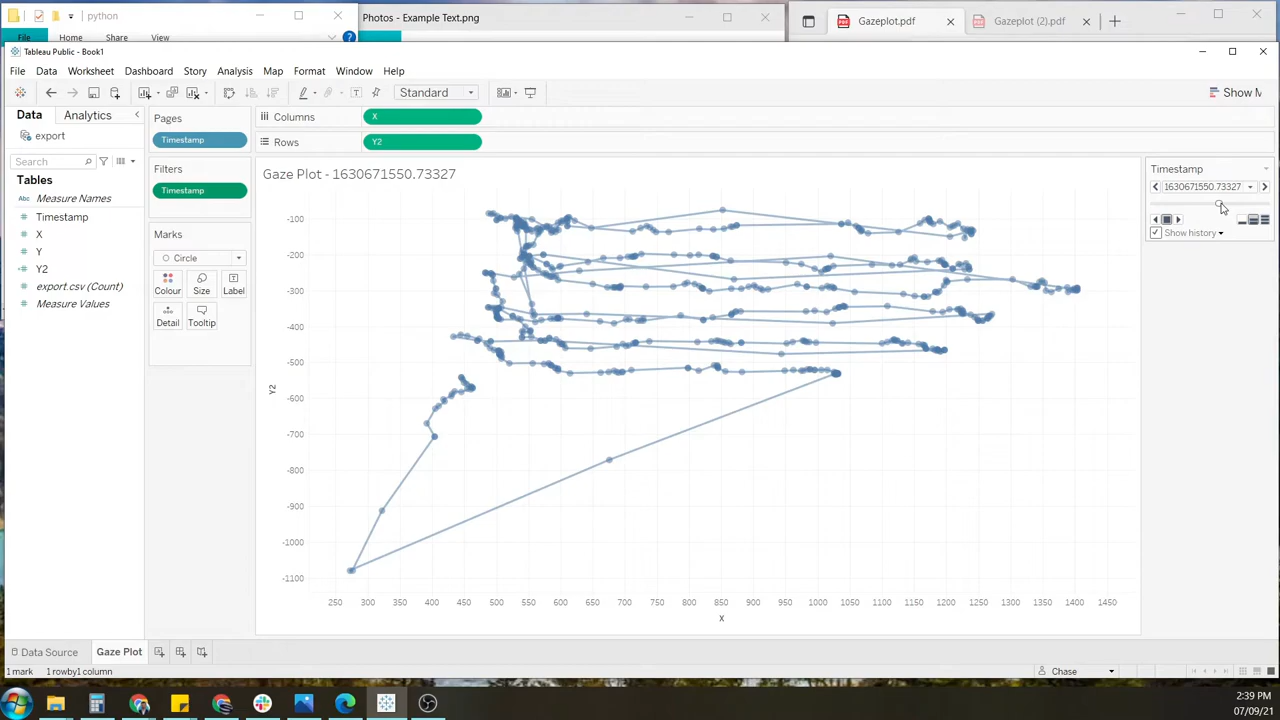 python
Photos - Example Text.png
Gazeplot.pdf
Gazeplot (2).pdf
File
Home
Share
View
Tableau Public - Book1
File Data Worksheet Dashboard Story Analysis Map Format Window Help
Standard
Show M
Data
Analytics
export
Search
Tables
Abc Measure Names
Timestamp
X
Y
Y2
export.csv (Count)
Measure Values
Pages
Timestamp
Filters
Timestamp
Marks
Circle
Colour
Size
Label
Detail
Tooltip
Columns
X
Rows
Y2
Gaze Plot - 1630671550.73327
-100
-200
-300
-400
-500
-600
-700
-800
-900
-1000
-1100
Y2
250 300 350 400 450 500 550 600 650 700 750 800 850 900 950 1000 1050 1100 1150 1200 1250 1300 1350 1400 1450
X
Timestamp
1630671550.73327
Show history
Data Source
Gaze Plot
1 mark 1 row by 1 column
Chase
2:39 PM
07/09/21